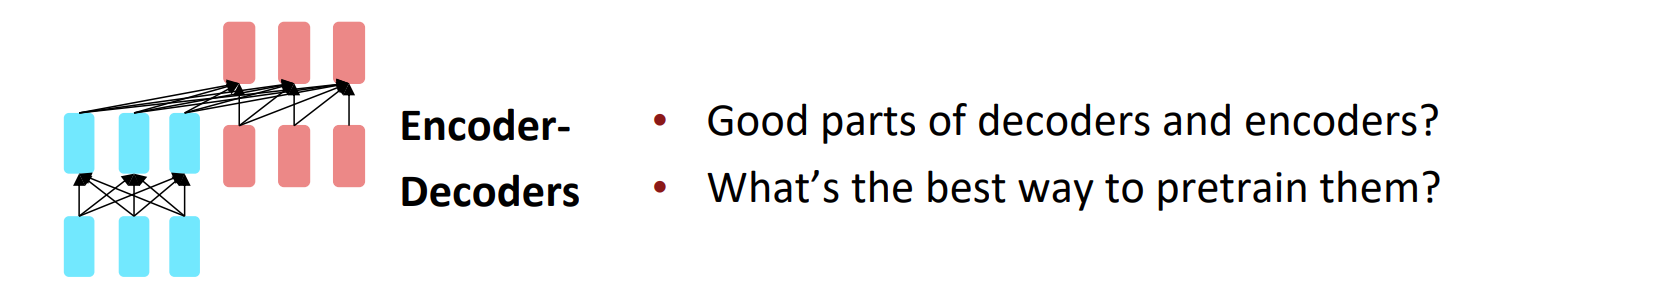 Encoder-
Decoders
• Good parts of decoders and encoders?
• What’s the best way to pretrain them?